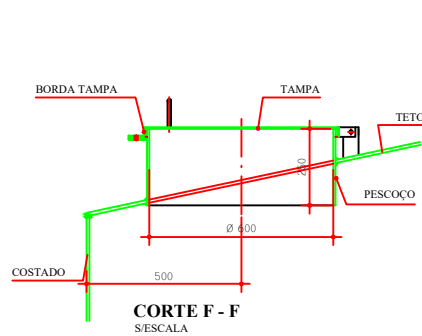 BORDA TAMPA
TAMPA
TETO
250
PESCOÇO
Ø 600
COSTADO
500
CORTE F - F
S/ESCALA